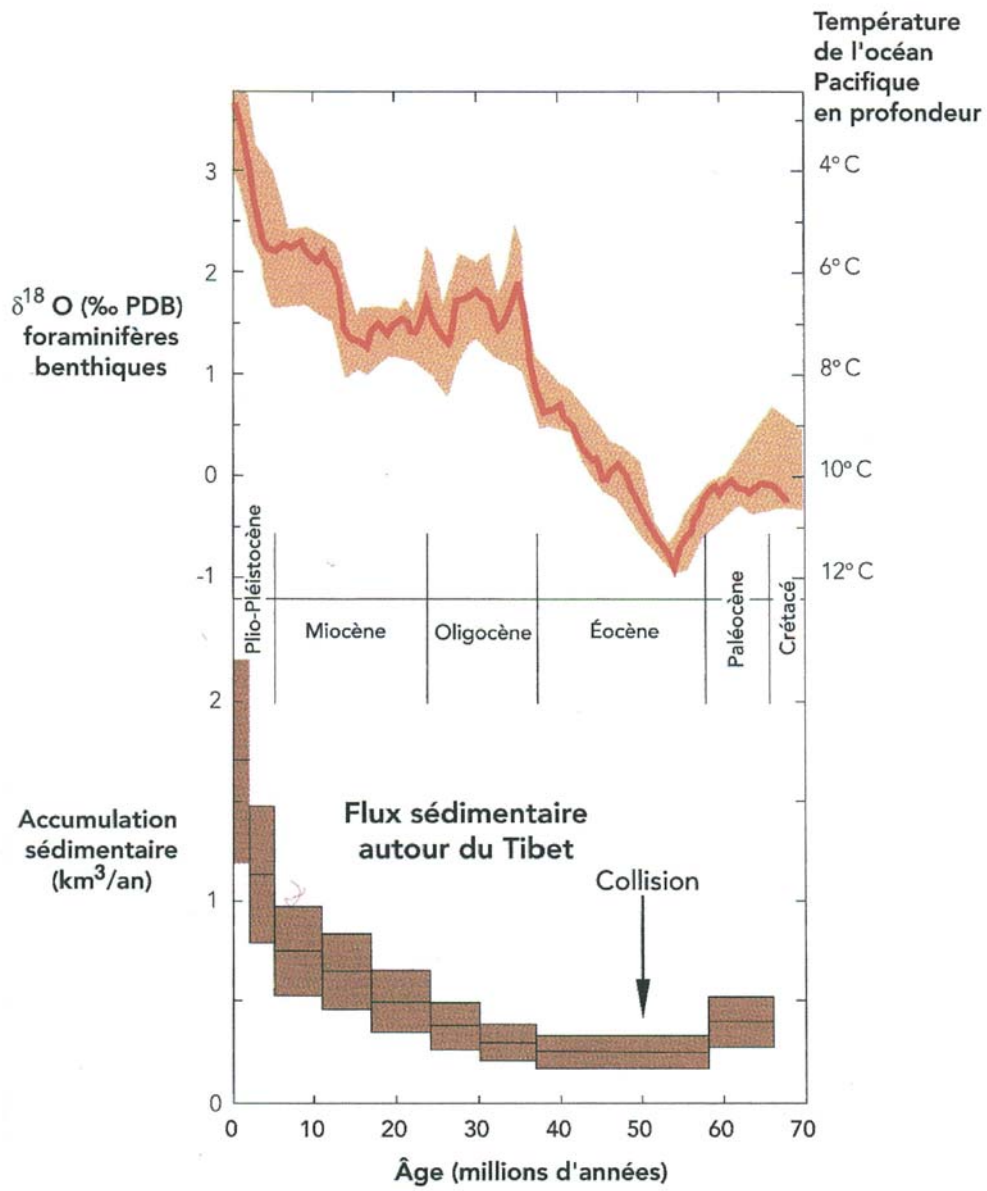 Température
de l'océan
Pacifique
en profondeur
3
2
1
0
-1
4° C
6° C
8° C
10° C
12° C
δ¹⁸ O (‰ PDB)
foraminifères
benthiques
Plio-Pléistocène
Miocène
Oligocène
Éocène
Paléocène
Crétacé
2
1
0
Accumulation
sédimentaire
(km³/an)
Flux sédimentaire
autour du Tibet
Collision
0 10 20 30 40 50 60 70
Âge (millions d'années)